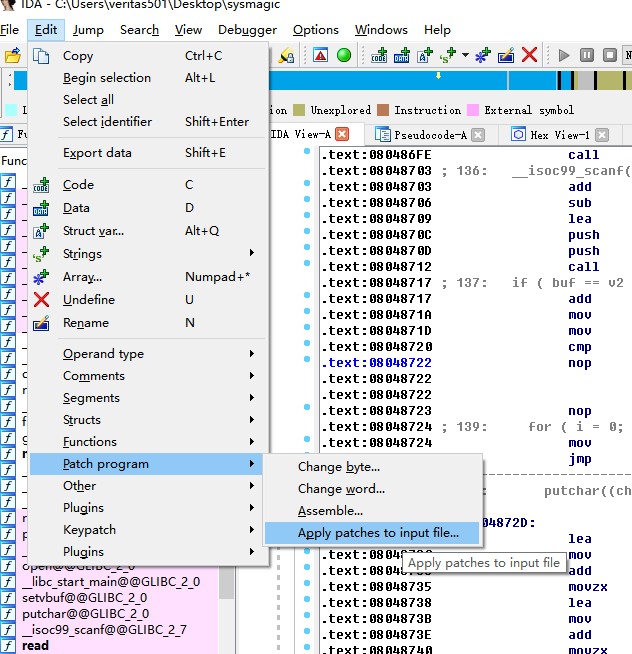 IDA - C:\Users\veritas501\Desktop\sysmagic
File Edit Jump Search View Debugger Options Windows Help
Copy Ctrl+C
Begin selection Alt+L
Select all
Select identifier Shift+Enter
Export data Shift+E
Code C
Data D
Struct var... Alt+Q
Strings
Array... Numpad+*
Undefine U
Rename N
Operand type
Comments
Segments
Structs
Functions
Patch program
Other
Plugins
Keypatch
Plugins
Change byte...
Change word...
Assemble...
Apply patches to input file...
Apply patches to input file
Unexplored Instruction External symbol
IDA View-A Pseudocode-A Hex View-1
.text:080486FE call
.text:08048703 ; 136: __isoc99_scanf(
.text:08048703 add
.text:08048706 sub
.text:08048709 lea
.text:0804870C push
.text:0804870D push
.text:08048712 call
.text:08048717 ; 137: if ( buf == v2
.text:08048717 add
.text:0804871A mov
.text:0804871D mov
.text:08048720 cmp
.text:08048722 nop
.text:08048722
.text:08048722
.text:08048723 nop
.text:08048724 ; 139: for ( i = 0;
.text:08048724 mov
jmp
putchar((ch
0804872D:
lea
mov
add
.text:08048735 movzx
.text:08048738 lea
.text:0804873B mov
.text:0804873E add
.text:08048740 movzx
open@@GLIBC_2_0
__libc_start_main@@GLIBC_2_0
setvbuf@@GLIBC_2_0
putchar@@GLIBC_2_0
__isoc99_scanf@@GLIBC_2_7
read